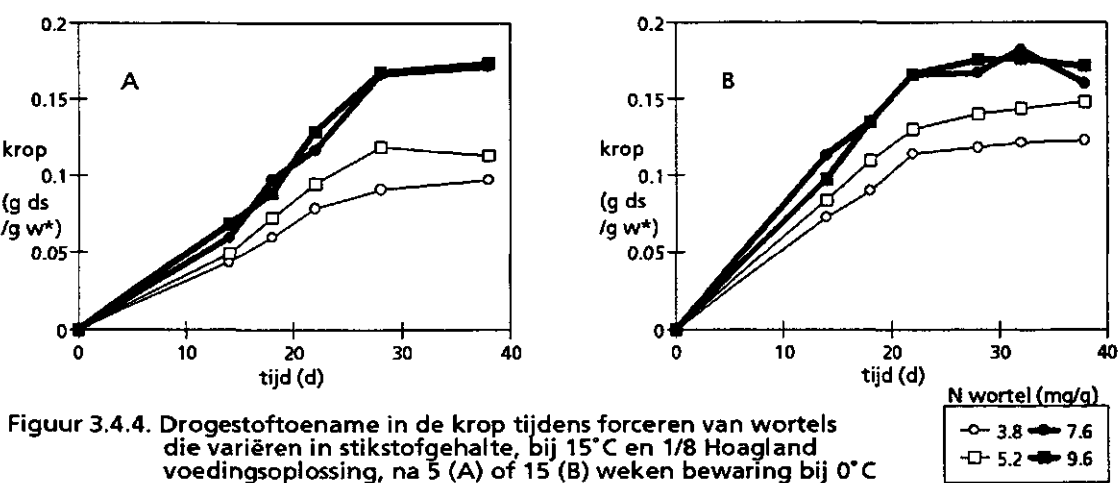 0.2
0.15
0.1
0.05
0
A
krop
(g ds
/g w*)
0 10 20 30 40
tijd (d)
0.2
0.15
0.1
0.05
0
B
krop
(g ds
/g w*)
0 10 20 30 40
tijd (d)
N wortel (mg/g)
3.8 7.6
5.2 9.6
Figuur 3.4.4. Drogestoftoename in de krop tijdens forceren van wortels
die variëren in stikstofgehalte, bij 15°C en 1/8 Hoagland
voedingsoplossing, na 5 (A) of 15 (B) weken bewaring bij 0°C